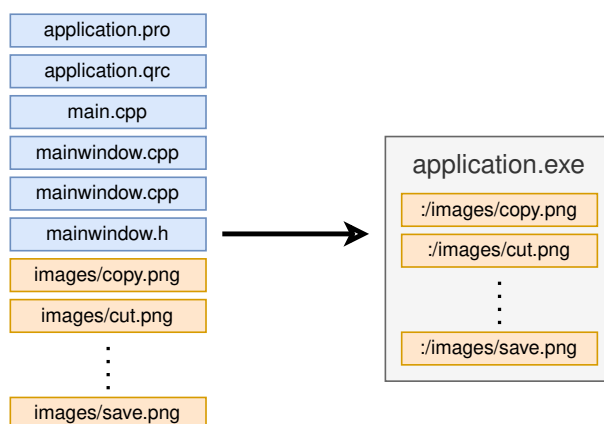 application.pro
application.qrc
main.cpp
mainwindow.cpp
mainwindow.cpp
mainwindow.h
images/copy.png
images/cut.png
images/save.png
application.exe
:/images/copy.png
:/images/cut.png
:/images/save.png